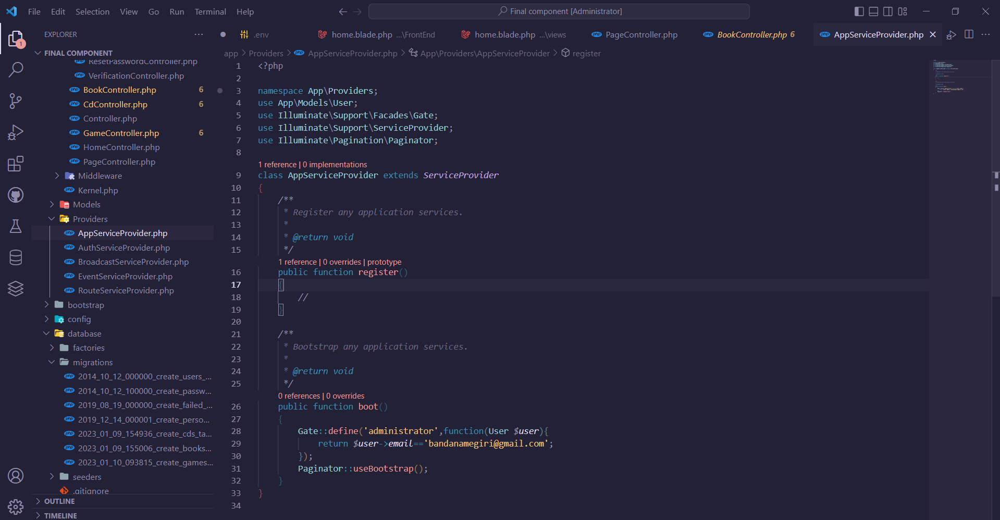 File Edit Selection View Go Run Terminal Help
Final component [Administrator]
EXPLORER
.env
home.blade.php ...\FrontEnd
home.blade.php ...\views
PageController.php
BookController.php 6
AppServiceProvider.php
1
FINAL COMPONENT
ResetPasswordController.php
VerificationController.php
BookController.php 6
CdController.php 6
Controller.php
GameController.php 6
HomeController.php
PageController.php
Middleware
Kernel.php
Models
Providers
AppServiceProvider.php
AuthServiceProvider.php
BroadcastServiceProvider.php
EventServiceProvider.php
RouteServiceProvider.php
bootstrap
config
database
factories
migrations
2014_10_12_000000_create_users_...
2014_10_12_100000_create_passw...
2019_08_19_000000_create_failed_...
2019_12_14_000001_create_perso...
2023_01_09_154936_create_cds_ta...
2023_01_09_155006_create_books...
2023_01_10_093815_create_games...
seeders
.gitignore
OUTLINE
TIMELINE
app > Providers > AppServiceProvider.php > App\Providers\AppServiceProvider > register
1 <?php
2
3 namespace App\Providers;
4 use App\Models\User;
5 use Illuminate\Support\Facades\Gate;
6 use Illuminate\Support\ServiceProvider;
7 use Illuminate\Pagination\Paginator;
8
1 reference | 0 implementations
9 class AppServiceProvider extends ServiceProvider
10 {
11 /**
12 * Register any application services.
13 *
14 * @return void
15 */
1 reference | 0 overrides | prototype
16 public function register()
17 {
18 //
19 }
20
21 /**
22 * Bootstrap any application services.
23 *
24 * @return void
25 */
0 references | 0 overrides
26 public function boot()
27 {
28 Gate::define('administrator',function(User $user){
29 return $user->email=='bandanamegiri@gmail.com';
30 });
31 Paginator::useBootstrap();
32 }
33 }
34